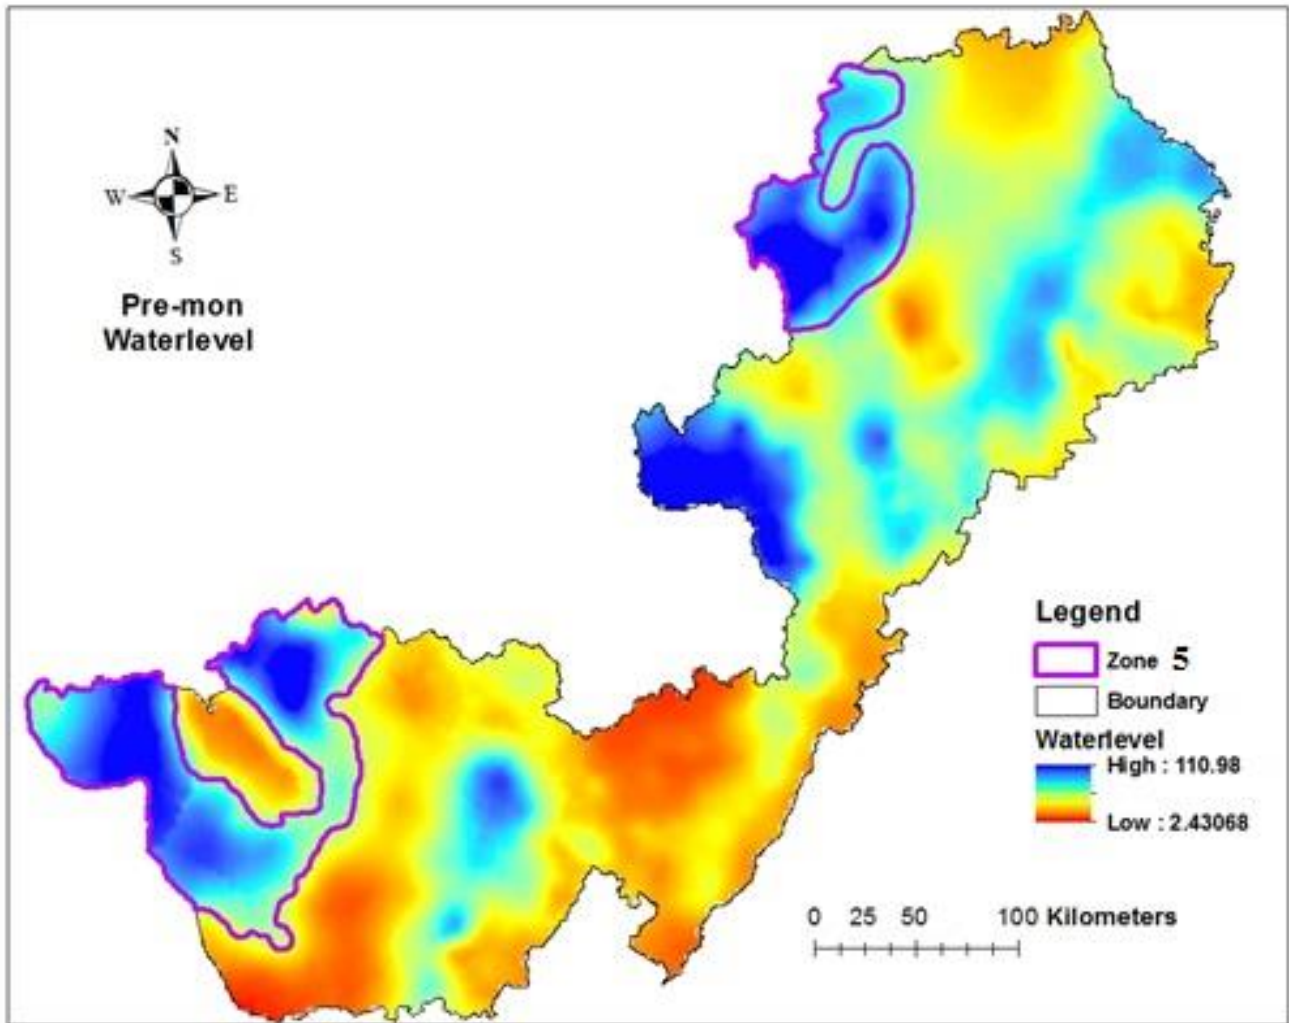 N
W E
S
Pre-mon
Waterlevel
Legend
Zone 5
Boundary
Waterlevel
High : 110.98
Low : 2.43068
0 25 50 100 Kilometers